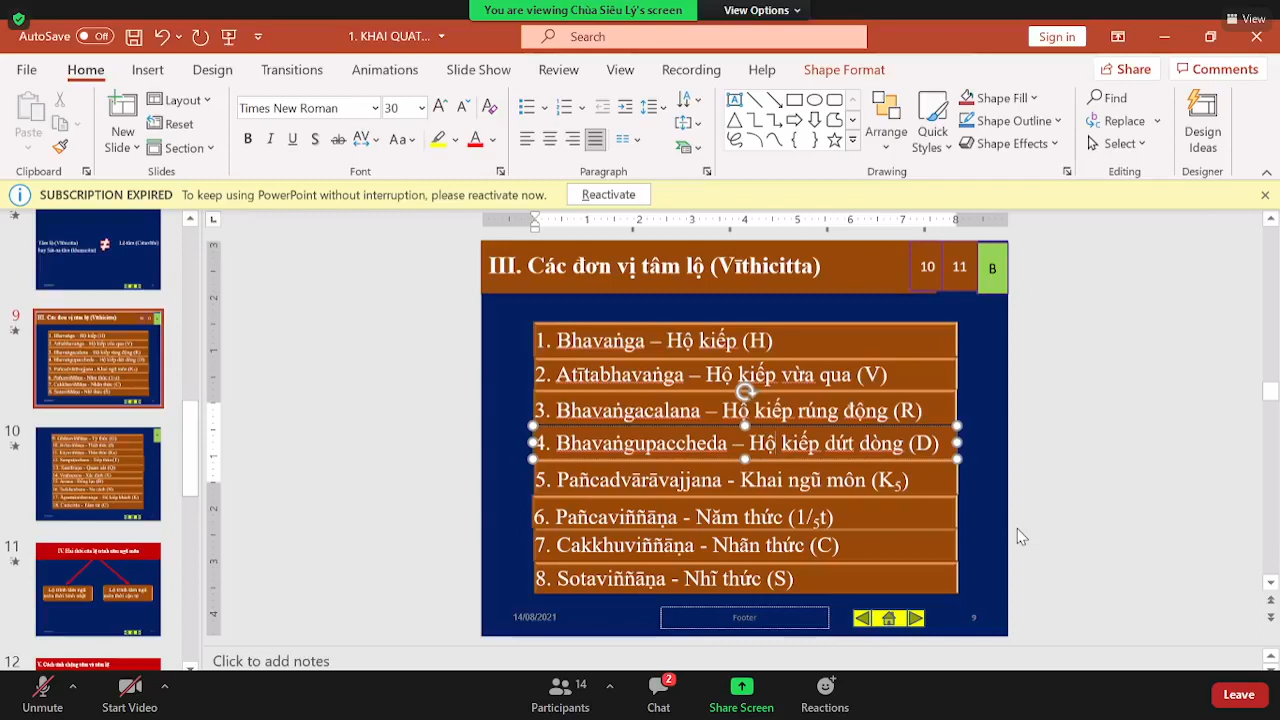 You are viewing Chùa Siêu Lý's screen
View Options
View
AutoSave Off
1. KHAI QUAT...
Search
Sign in
File Home Insert Design Transitions Animations Slide Show Review View Recording Help Shape Format
Share
Comments
Paste
New Slide
Layout
Reset
Section
Times New Roman
30
B I U S ab AV Aa A
Arrange
Quick Styles
Shape Fill
Shape Outline
Shape Effects
Find
Replace
Select
Design Ideas
Clipboard
Slides
Font
Paragraph
Drawing
Editing
Designer
SUBSCRIPTION EXPIRED To keep using PowerPoint without interruption, please reactivate now.
Reactivate
9
10
11
12
III. Các đơn vị tâm lộ (Vīthicitta)
10 11 B
1. Bhavaṅga – Hộ kiếp (H)
2. Atītabhavaṅga – Hộ kiếp vừa qua (V)
3. Bhavaṅgacalana – Hộ kiếp rúng động (R)
Bhavaṅgupaccheda – Hộ kiếp dứt dòng (D)
5. Pañcadvārāvajjana - Khai ngũ môn (K₅)
6. Pañcaviññāṇa - Năm thức (1/₅t)
7. Cakkhuviññāṇa - Nhãn thức (C)
8. Sotaviññāṇa - Nhĩ thức (S)
14/08/2021
Footer
9
Click to add notes
Unmute
Start Video
14
Participants
2
Chat
Share Screen
Reactions
Leave